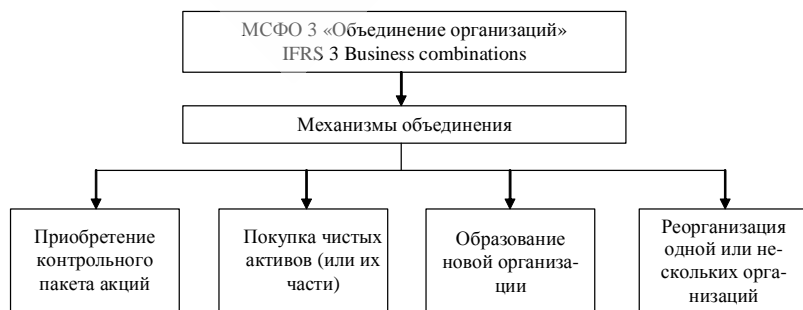 МСФО 3 «Объединение организаций»
IFRS 3 Business combinations
Механизмы объединения
Приобретение
контрольного
пакета акций
Покупка чистых
активов (или их
части)
Образование
новой организа-
ции
Реорганизация
одной или не-
скольких орга-
низаций